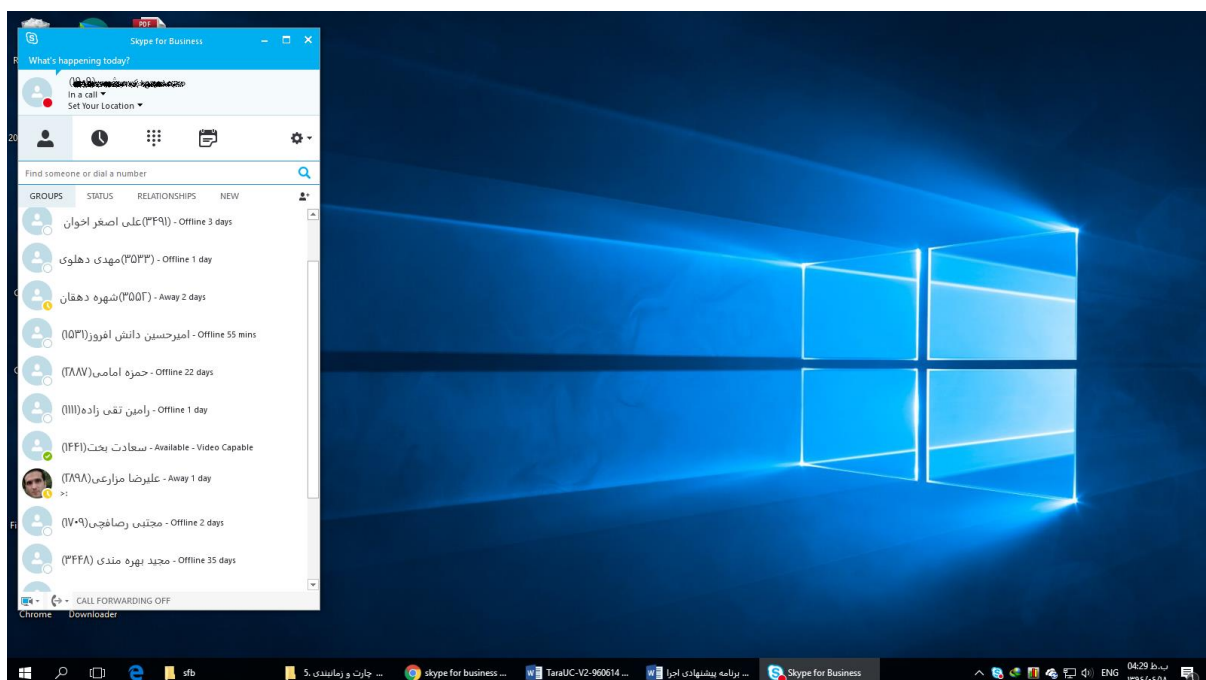 PDF
Skype for Business
What's happening today?
In a call
Set Your Location
Find someone or dial a number
GROUPS STATUS RELATIONSHIPS NEW
علی اصغر اخوان(۳۴۹۱) - Offline 3 days
مهدی دهلوی(۳۵۳۳) - Offline 1 day
شهره دهقان(۳۵۵۲) - Away 2 days
امیرحسین دانش افروز(۱۵۳۱) - Offline 55 mins
حمزه امامی(۲۸۸۷) - Offline 22 days
رامین تقی زاده(۱۱۱۱) - Offline 1 day
سعادت بخت(۱۴۴۱) - Available - Video Capable
علیرضا مزارعی(۲۸۹۸) - Away 1 day
>:
مجتبی رصافچی(۱۷۰۹) - Offline 2 days
مجید بهره مندی (۳۴۴۸) - Offline 35 days
CALL FORWARDING OFF
Chrome Downloader
sfb
5. چارت و زمانبندی ...
skype for business ...
TaraUC-V2-960614 ...
برنامه پیشنهادی اجرا ...
Skype for Business
ENG
04:29 ب.ظ